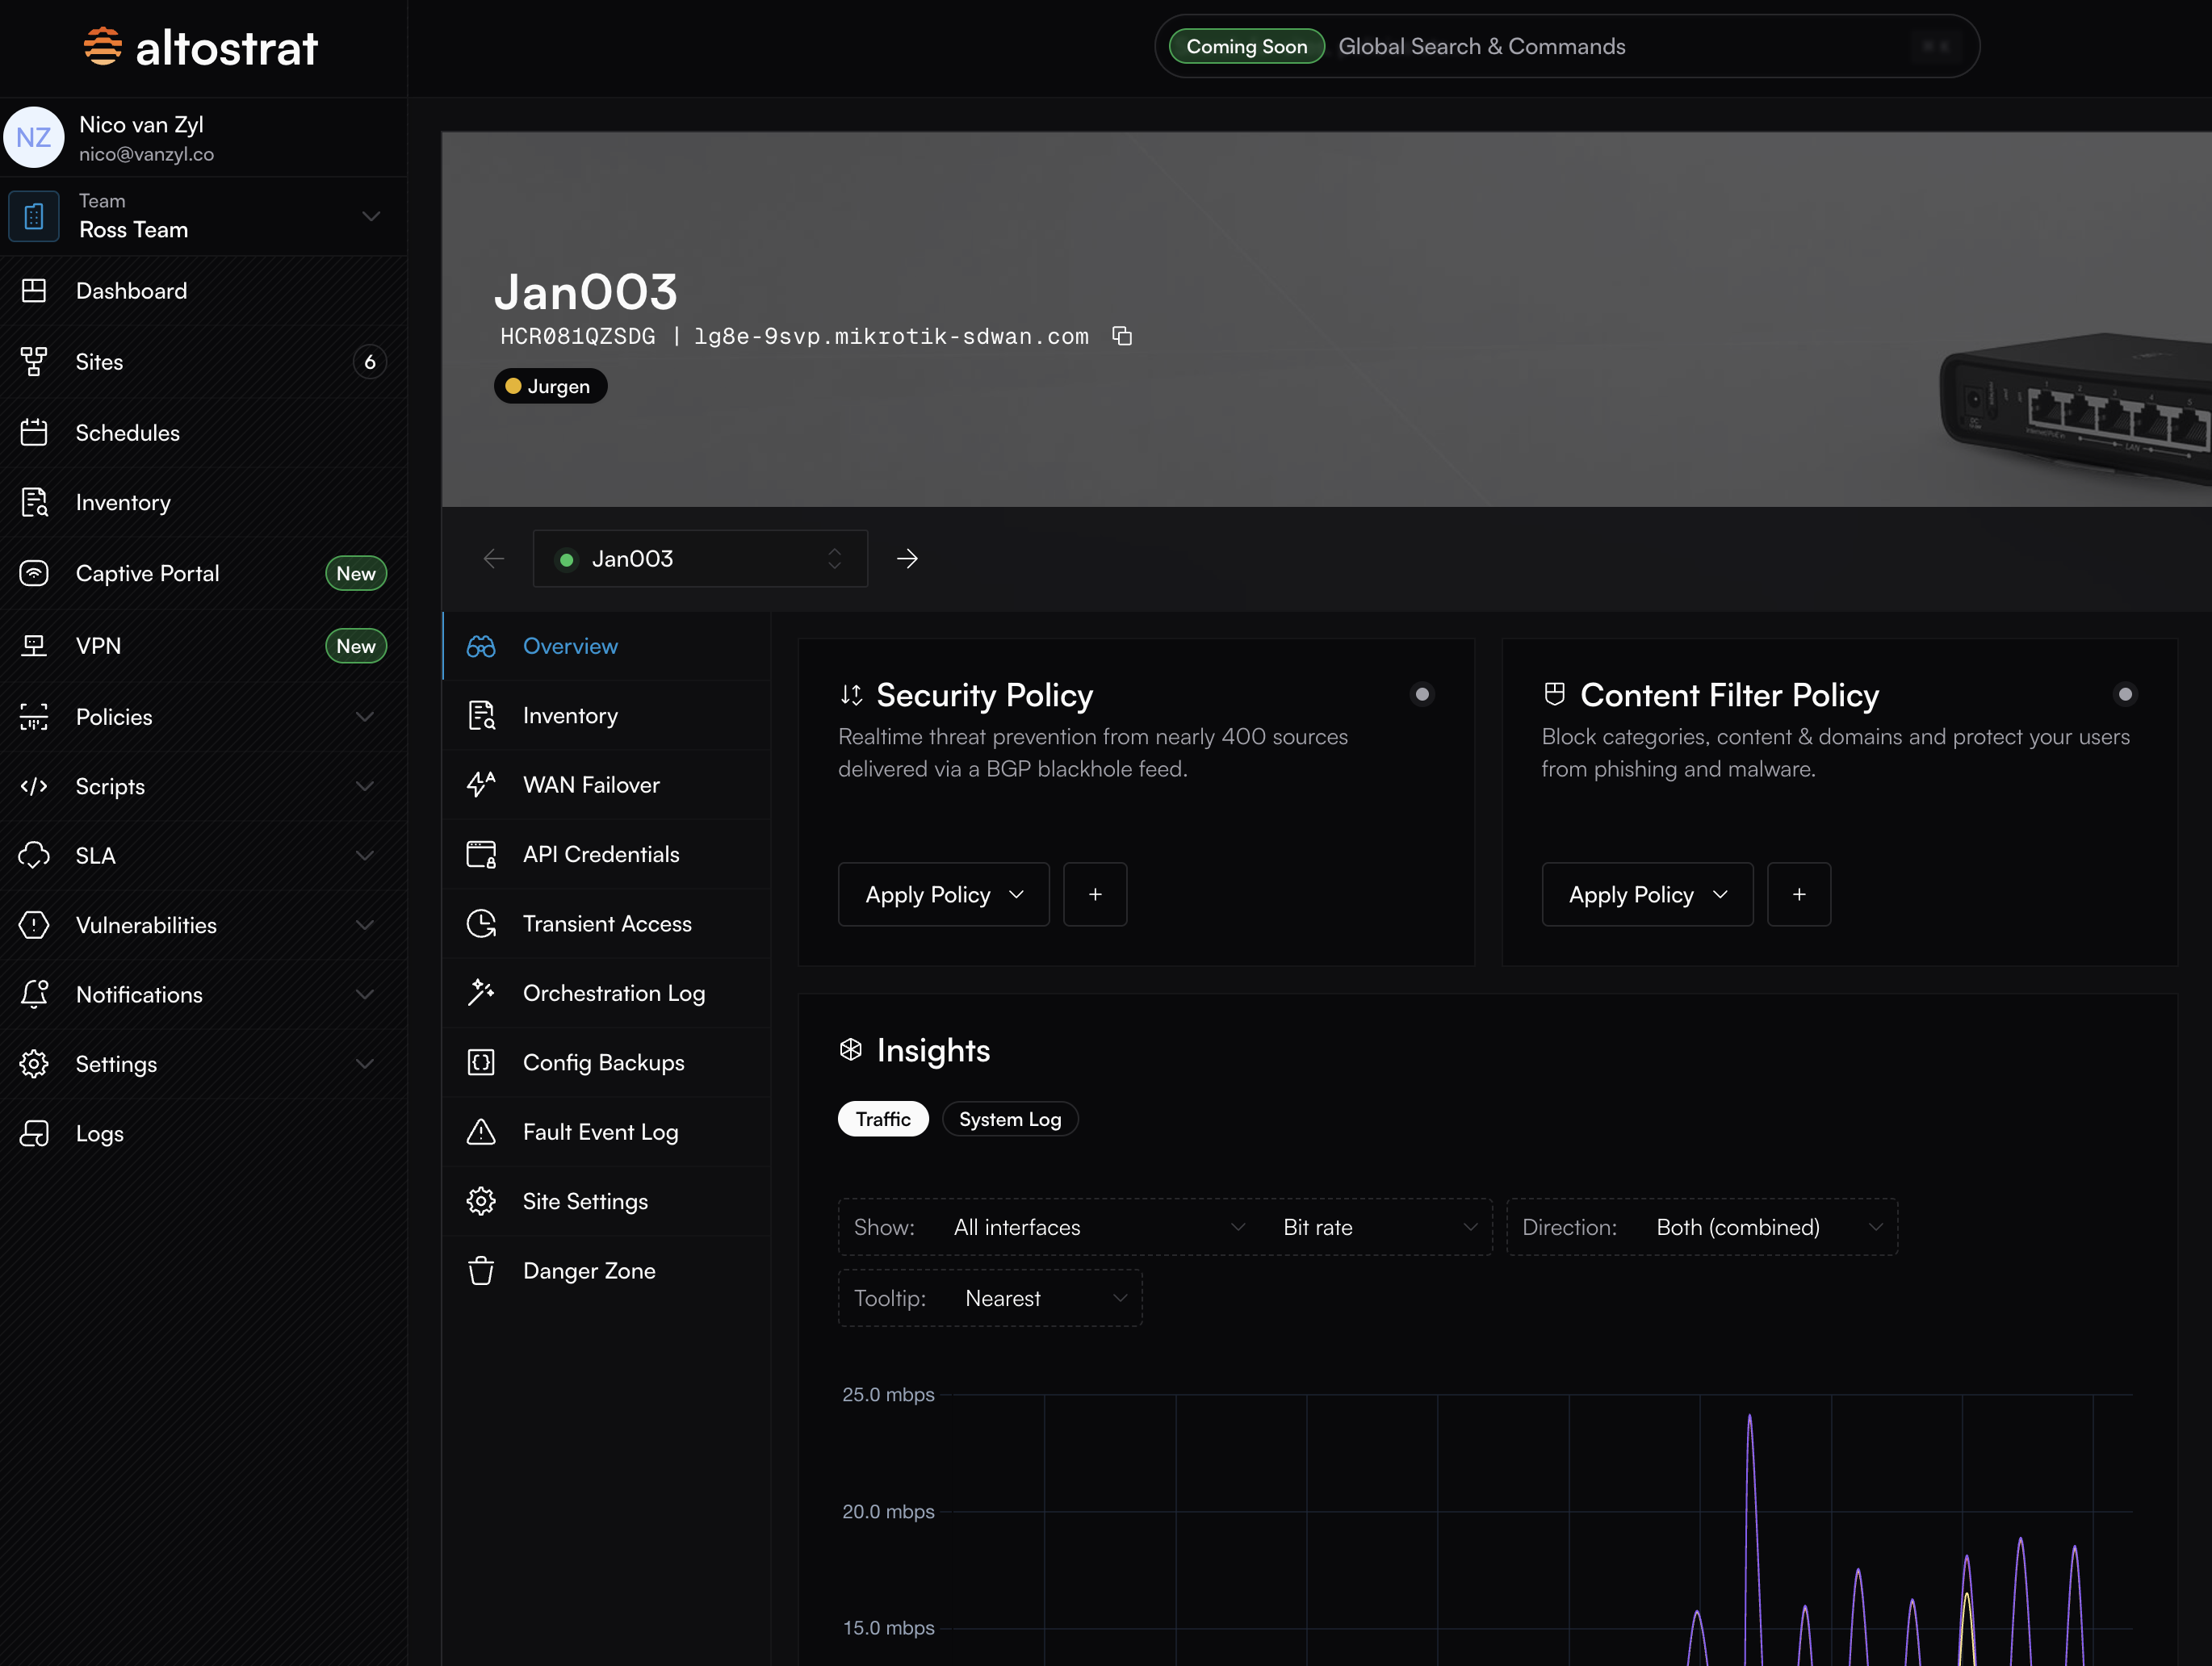 altostrat
Coming Soon Global Search & Commands
NZ
Nico van Zyl
nico@vanzyl.co
Team
Ross Team
Dashboard
Sites 6
Schedules
Inventory
Captive Portal New
VPN New
Policies
Scripts
SLA
Vulnerabilities
Notifications
Settings
Logs
Jan003
HCR081QZSDG | lg8e-9svp.mikrotik-sdwan.com
Jurgen
1 2 3 4 5
LAN
Jan003
Overview
Inventory
WAN Failover
API Credentials
Transient Access
Orchestration Log
Config Backups
Fault Event Log
Site Settings
Danger Zone
Security Policy
Realtime threat prevention from nearly 400 sources
delivered via a BGP blackhole feed.
Apply Policy +
Content Filter Policy
Block categories, content & domains and protect your users
from phishing and malware.
Apply Policy +
Insights
Traffic System Log
Show: All interfaces Bit rate Direction: Both (combined)
Tooltip: Nearest
25.0 mbps
20.0 mbps
15.0 mbps